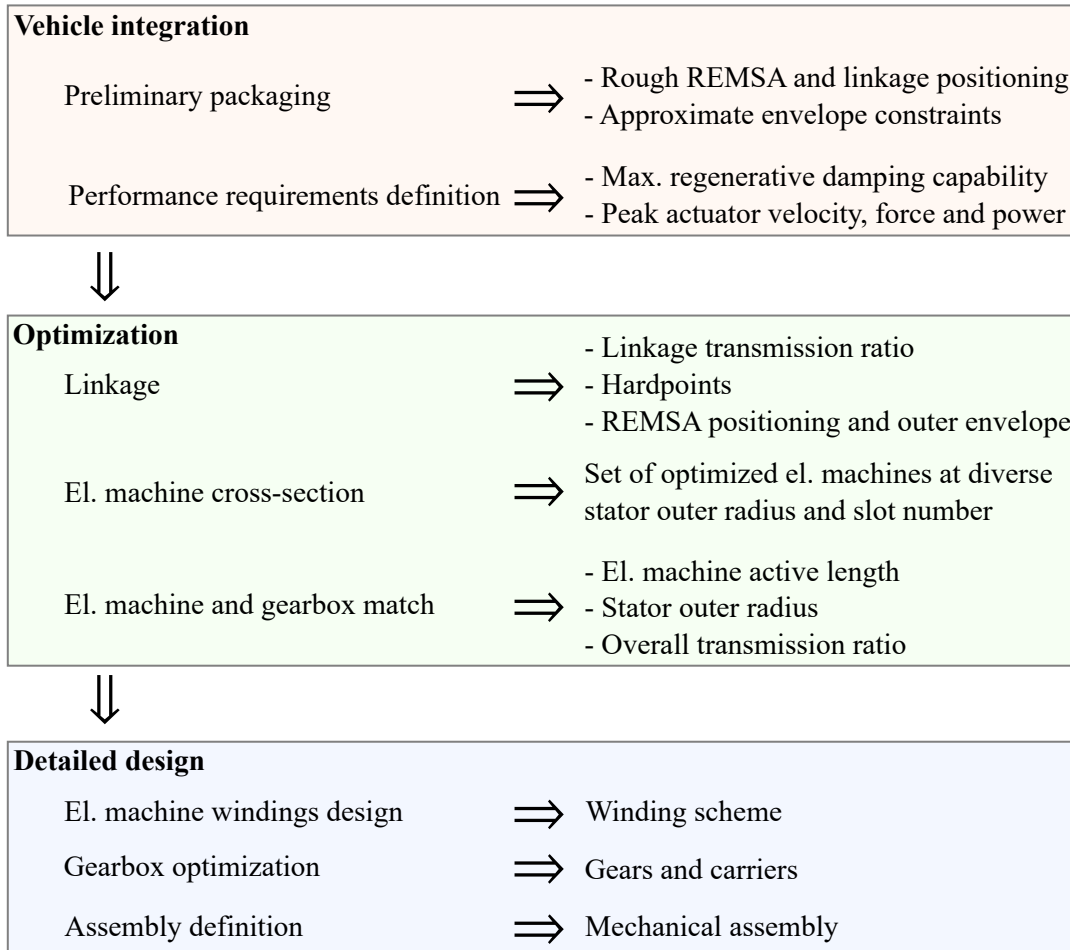 Vehicle integration
Preliminary packaging ⇒ - Rough REMSA and linkage positioning
- Approximate envelope constraints
Performance requirements definition ⇒ - Max. regenerative damping capability
- Peak actuator velocity, force and power
Optimization
Linkage ⇒ - Linkage transmission ratio
- Hardpoints
- REMSA positioning and outer envelope
El. machine cross-section ⇒ Set of optimized el. machines at diverse
stator outer radius and slot number
El. machine and gearbox match ⇒ - El. machine active length
- Stator outer radius
- Overall transmission ratio
Detailed design
El. machine windings design ⇒ Winding scheme
Gearbox optimization ⇒ Gears and carriers
Assembly definition ⇒ Mechanical assembly